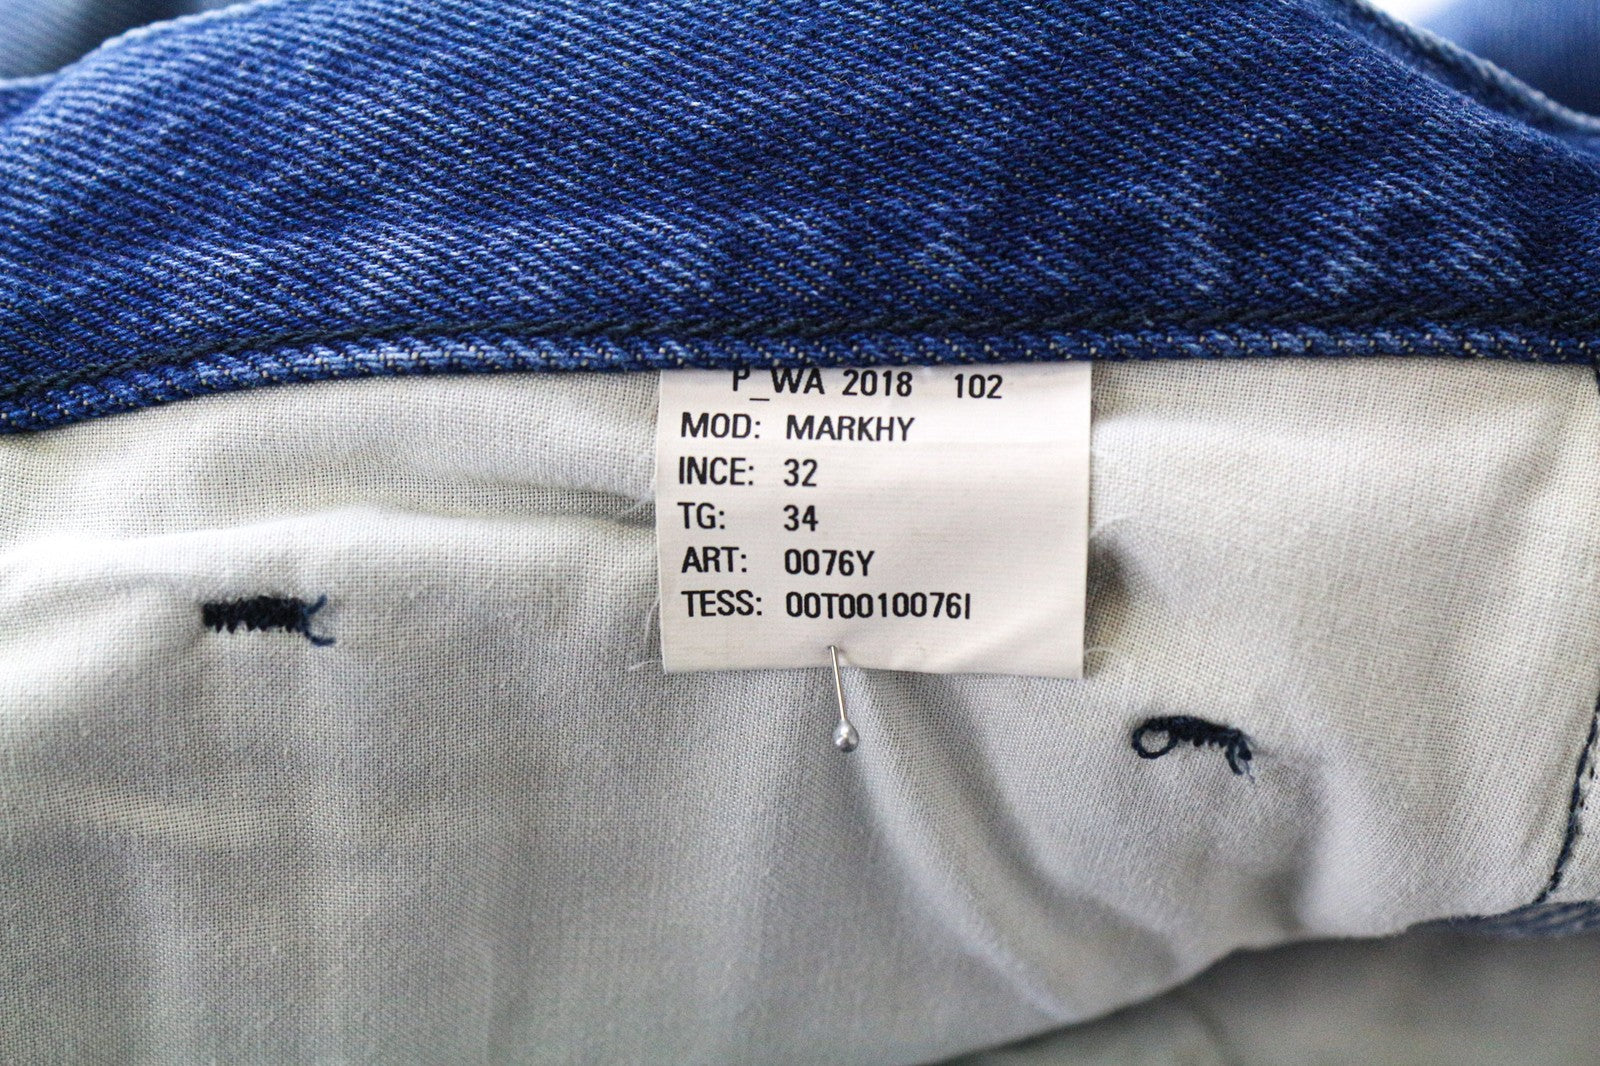 P_WA 2018 102
MOD: MARKHY
INCE: 32
TG: 34
ART: 0076Y
TESS: 00T0010076I